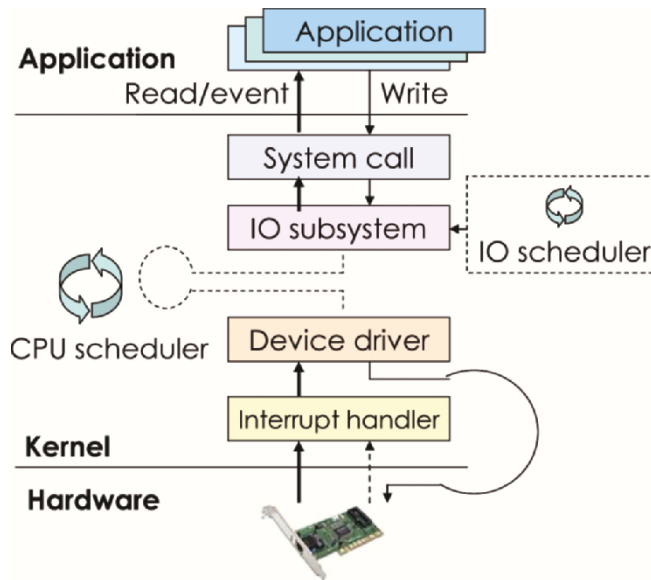 Application
Application
Read/event
Write
System call
IO subsystem
IO scheduler
CPU scheduler
Device driver
Interrupt handler
Kernel
Hardware